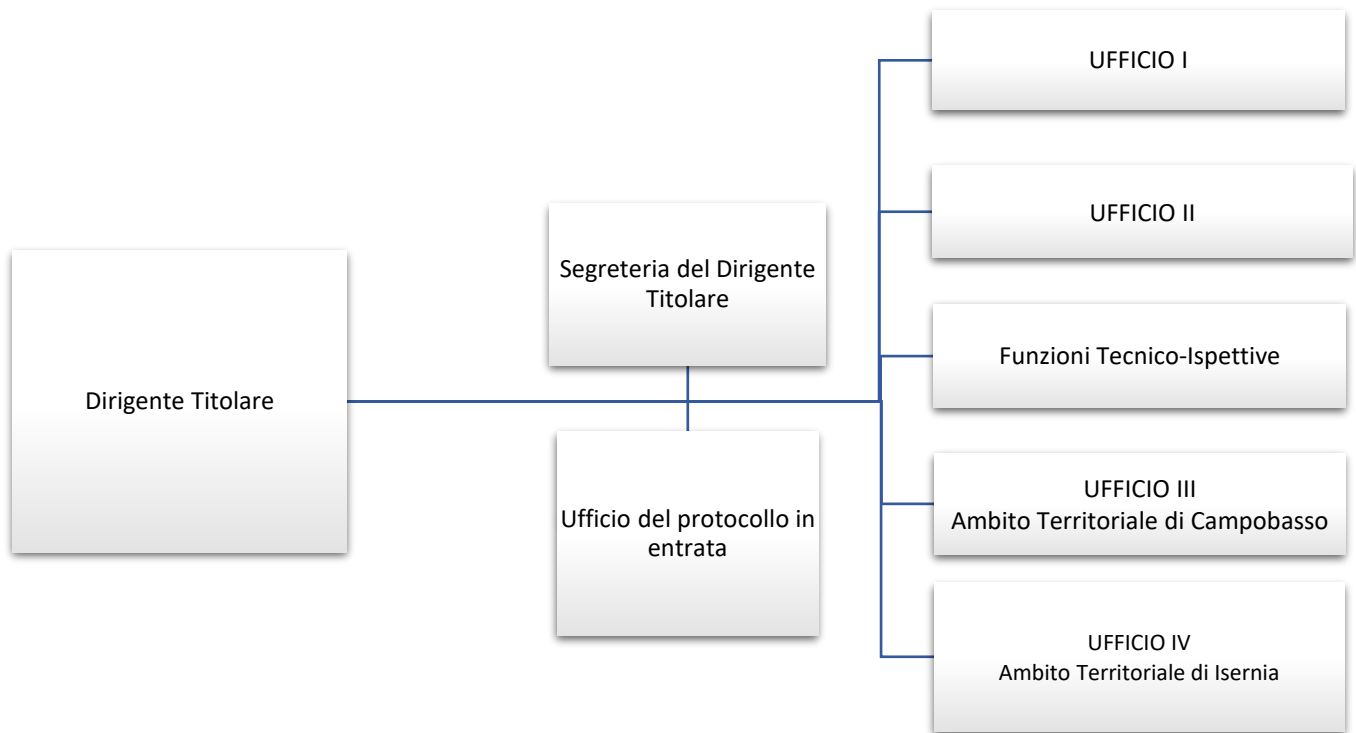 Dirigente Titolare
Segreteria del Dirigente
Titolare
Ufficio del protocollo in
entrata
UFFICIO I
UFFICIO II
Funzioni Tecnico-Ispettive
UFFICIO III
Ambito Territoriale di Campobasso
UFFICIO IV
Ambito Territoriale di Isernia